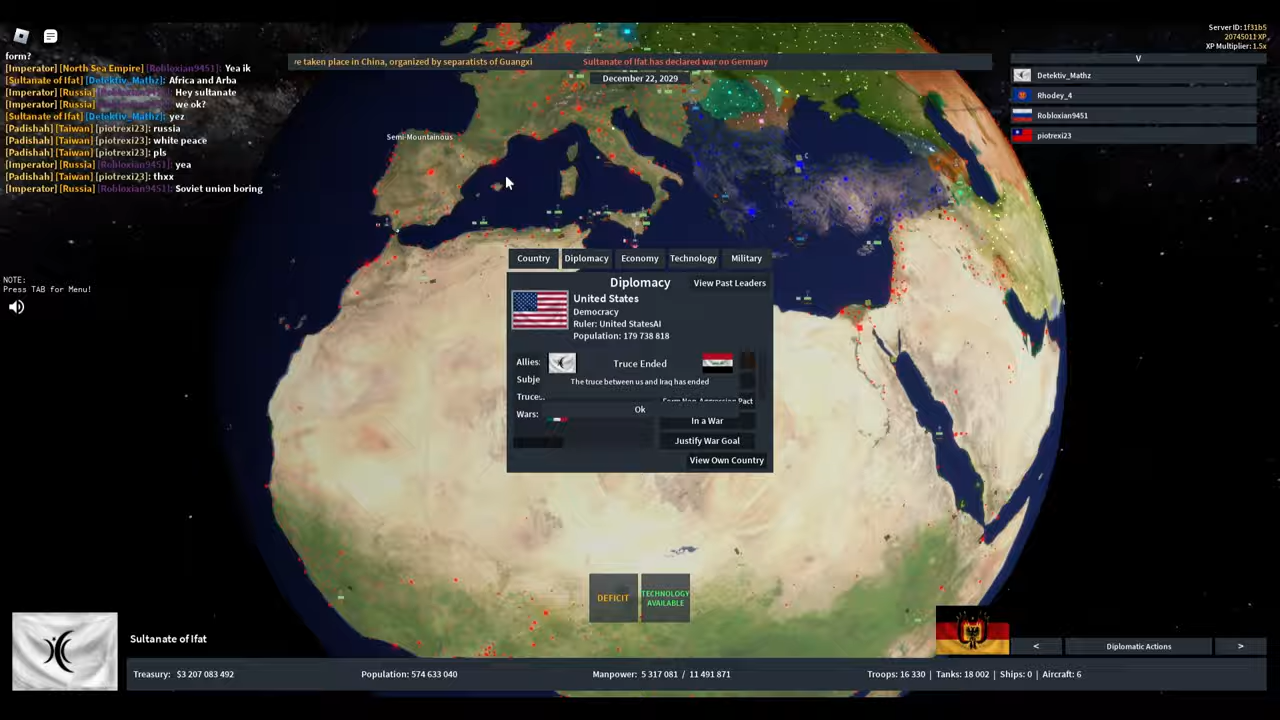 Server ID: 1f31b5
20745011 XP
XP Multiplier: 1.5x
form?
[Imperator] [North Sea Empire] [Robloxian9451]: Yea ik
[Sultanate of Ifat] [Detektiv_Mathz]: Africa and Arba
[Imperator] [Russia] Hey sultanate
[Imperator] [Russia] we ok?
[Sultanate of Ifat] [Detektiv_Mathz]: yez
[Padishah] [Taiwan] [piotrexi23]: russia
[Padishah] [Taiwan] [piotrexi23]: white peace
[Padishah] [Taiwan] [piotrexi23]: pls
[Imperator] [Russia] [Robloxian9451]: yea
[Padishah] [Taiwan] [piotrexi23]: thxx
[Imperator] [Russia] [Robloxian9451]: Soviet union boring
e taken place in China, organized by separatists of Guangxi
Sultanate of Ifat has declared war on Germany
December 22, 2029
V
Detektiv_Mathz
Rhodey_4
Robloxian9451
piotrexi23
Semi-Mountainous
NOTE:
Press TAB for Menu!
Country
Diplomacy
Economy
Technology
Military
Diplomacy
View Past Leaders
United States
Democracy
Ruler: United StatesAI
Population: 179 738 818
Allies:
Truce Ended
Subje
The truce between us and Iraq has ended
Truce..
Form Non-Aggression Pact
Ok
Wars:
In a War
Justify War Goal
View Own Country
DEFICIT
TECHNOLOGY AVAILABLE
Sultanate of Ifat
<
Diplomatic Actions
>
Treasury: $3 207 083 492
Population: 574 633 040
Manpower: 5 317 081 / 11 491 871
Troops: 16 330 | Tanks: 18 002 | Ships: 0 | Aircraft: 6